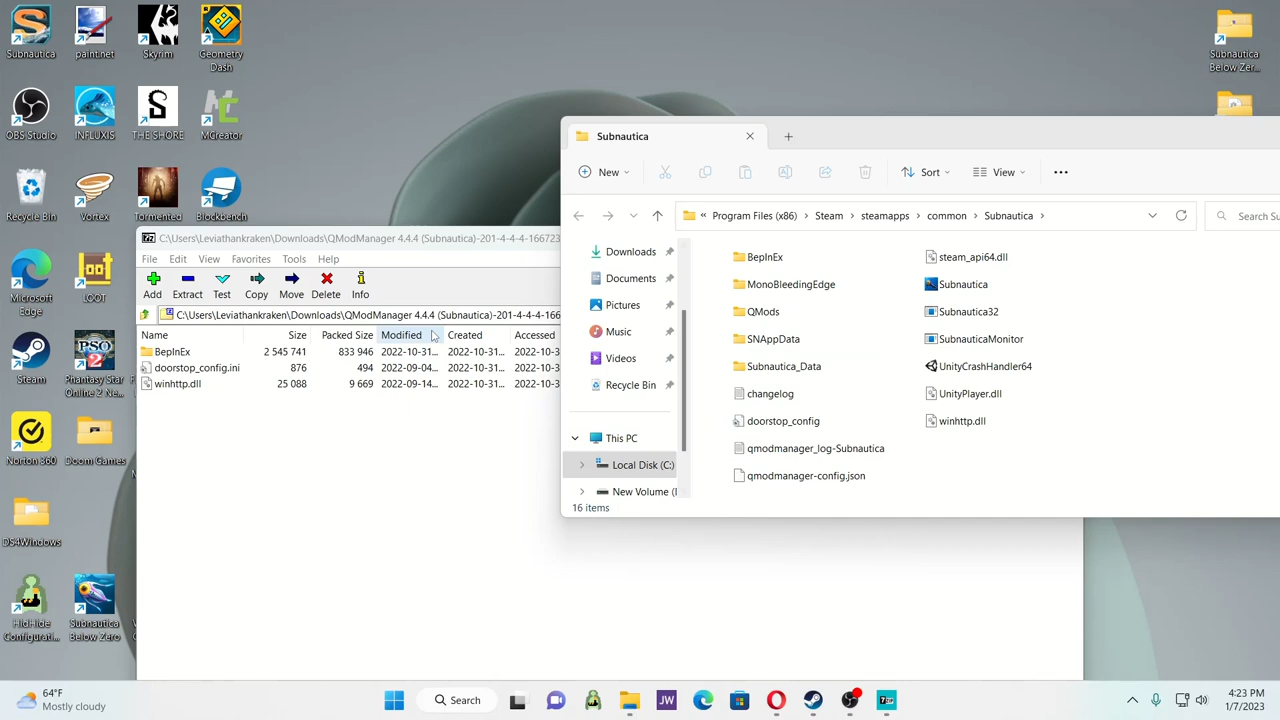 Subnautica
paint.net
Skyrim
Geometry
Dash
OBS Studio
INFLUXIS
THE SHORE
MCreator
Recycle Bin
Vortex
Tormented
Blockbench
Microsoft
Edge
LOOT
Steam
Phantasy Star
Online 2 Ne...
Norton 360
Doom Games
DS4Windows
HidHide
Configurati...
Subnautica
Below Zero
Subnautica
Below Zer...
C:\Users\Leviathankraken\Downloads\QModManager 4.4.4 (Subnautica)-201-4-4-4-166723
File Edit View Favorites Tools Help
Add Extract Test Copy Move Delete Info
C:\Users\Leviathankraken\Downloads\QModManager 4.4.4 (Subnautica)-201-4-4-4-166
Name Size Packed Size Modified Created Accessed
BepInEx 2 545 741 833 946 2022-10-31... 2022-10-31... 2022-10-3
doorstop_config.ini 876 494 2022-09-04... 2022-10-31... 2022-10-3
winhttp.dll 25 088 9 669 2022-09-14... 2022-10-31... 2022-10-3
Subnautica
New Sort View
« Program Files (x86) > Steam > steamapps > common > Subnautica >
Search Su
Downloads
Documents
Pictures
Music
Videos
Recycle Bin
This PC
Local Disk (C:)
New Volume (
BepInEx
MonoBleedingEdge
QMods
SNAppData
Subnautica_Data
changelog
doorstop_config
qmodmanager_log-Subnautica
qmodmanager-config.json
steam_api64.dll
Subnautica
Subnautica32
SubnauticaMonitor
UnityCrashHandler64
UnityPlayer.dll
winhttp.dll
16 items
64°F
Mostly cloudy
Search
JW
4:23 PM
1/7/2023